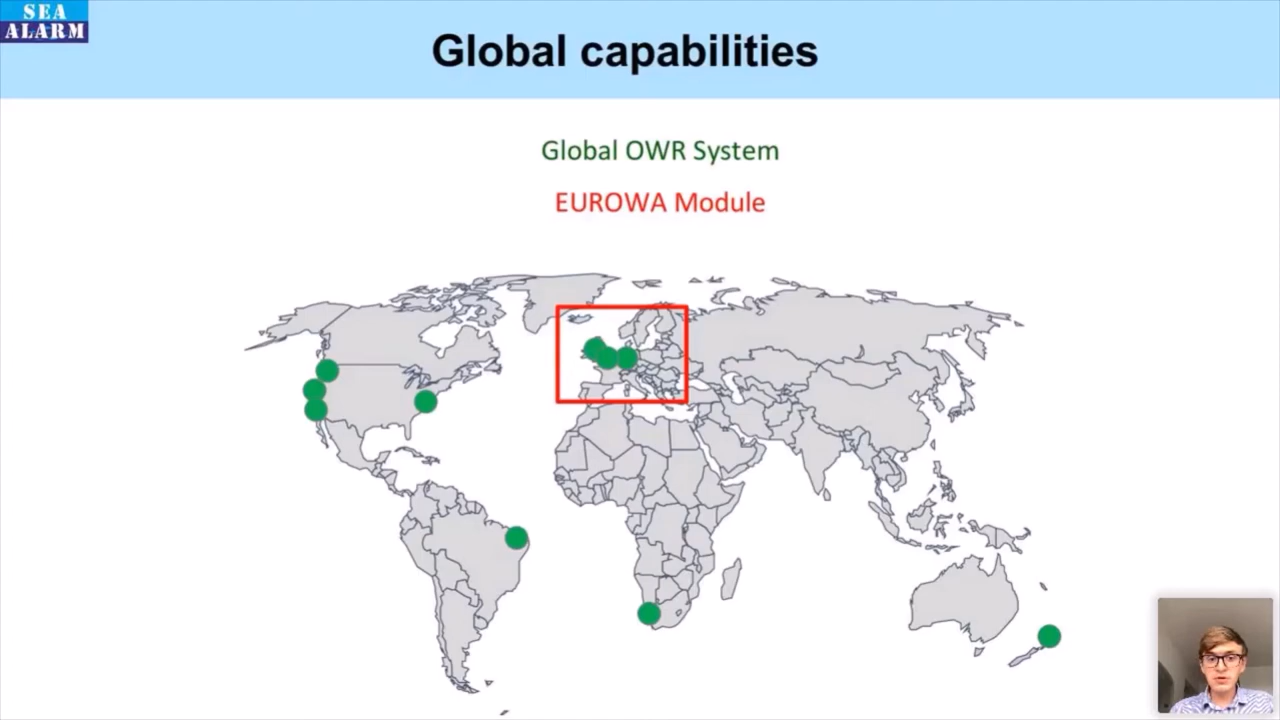 SEA
ALARM
Global capabilities
Global OWR System
EUROWA Module